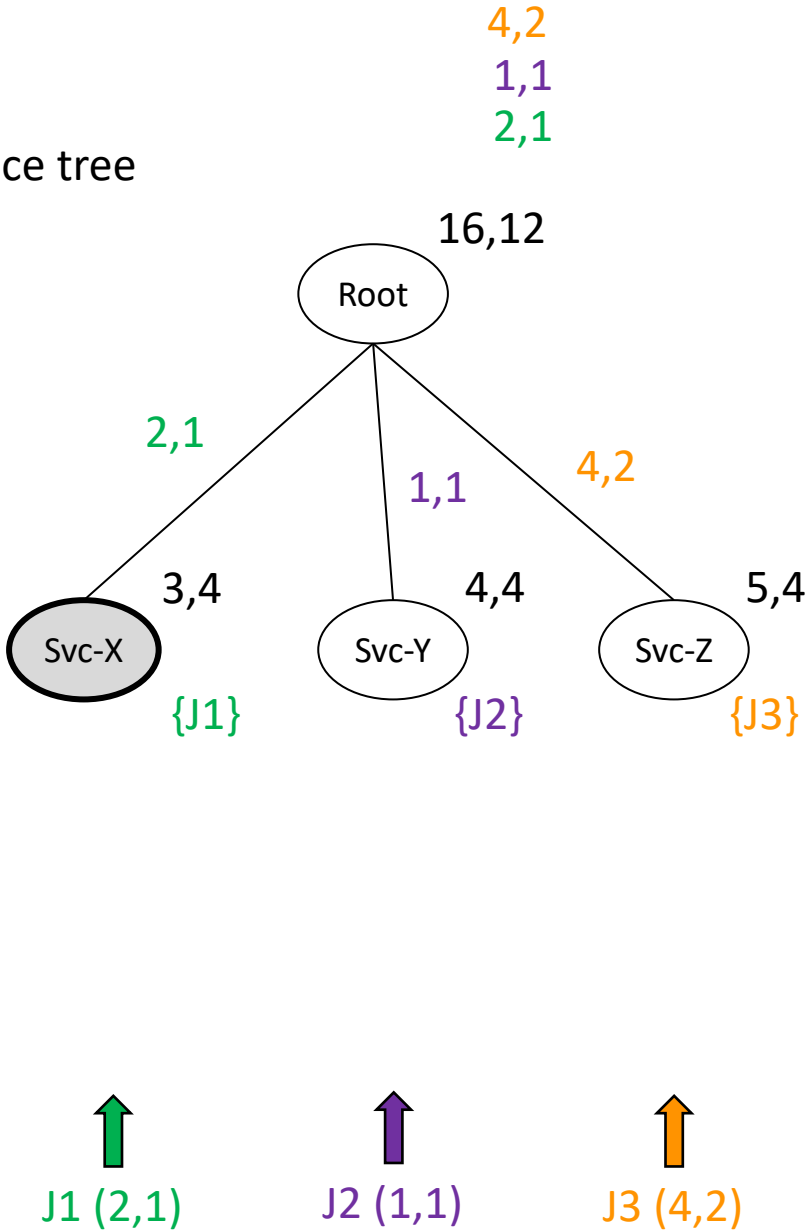 4,2
1,1
2,1
ce tree
16,12
Root
2,1
1,1
4,2
3,4
4,4
5,4
Svc-X
Svc-Y
Svc-Z
{J1}
{J2}
{J3}
J1 (2,1)
J2 (1,1)
J3 (4,2)